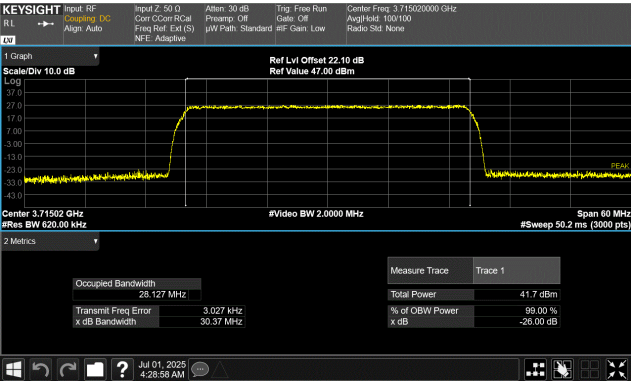 KEYSIGHT Input: RF Input Z: 50 Ω Atten: 30 dB Trig: Free Run Center Freq: 3.715020000 GHz
RL Coupling: DC Corr CCorr RCal Preamp: Off Gate: Off Avg|Hold: 100/100
Align: Auto Freq Ref: Ext (S) µW Path: Standard #IF Gain: Low Radio Std: None
LXI NFE: Adaptive
1 Graph
Ref Lvl Offset 22.10 dB
Scale/Div 10.0 dB Ref Value 47.00 dBm
Log
37.0
27.0
17.0
7.00
-3.00
-13.0
PEAK
-23.0
-33.0
-43.0
Center 3.71502 GHz #Video BW 2.0000 MHz Span 60 MHz
#Res BW 620.00 kHz #Sweep 50.2 ms (3000 pts)
2 Metrics
Measure Trace Trace 1
Occupied Bandwidth
28.127 MHz Total Power 41.7 dBm
Transmit Freq Error 3.027 kHz % of OBW Power 99.00 %
x dB Bandwidth 30.37 MHz x dB -26.00 dB
Jul 01, 2025
4:28:58 AM